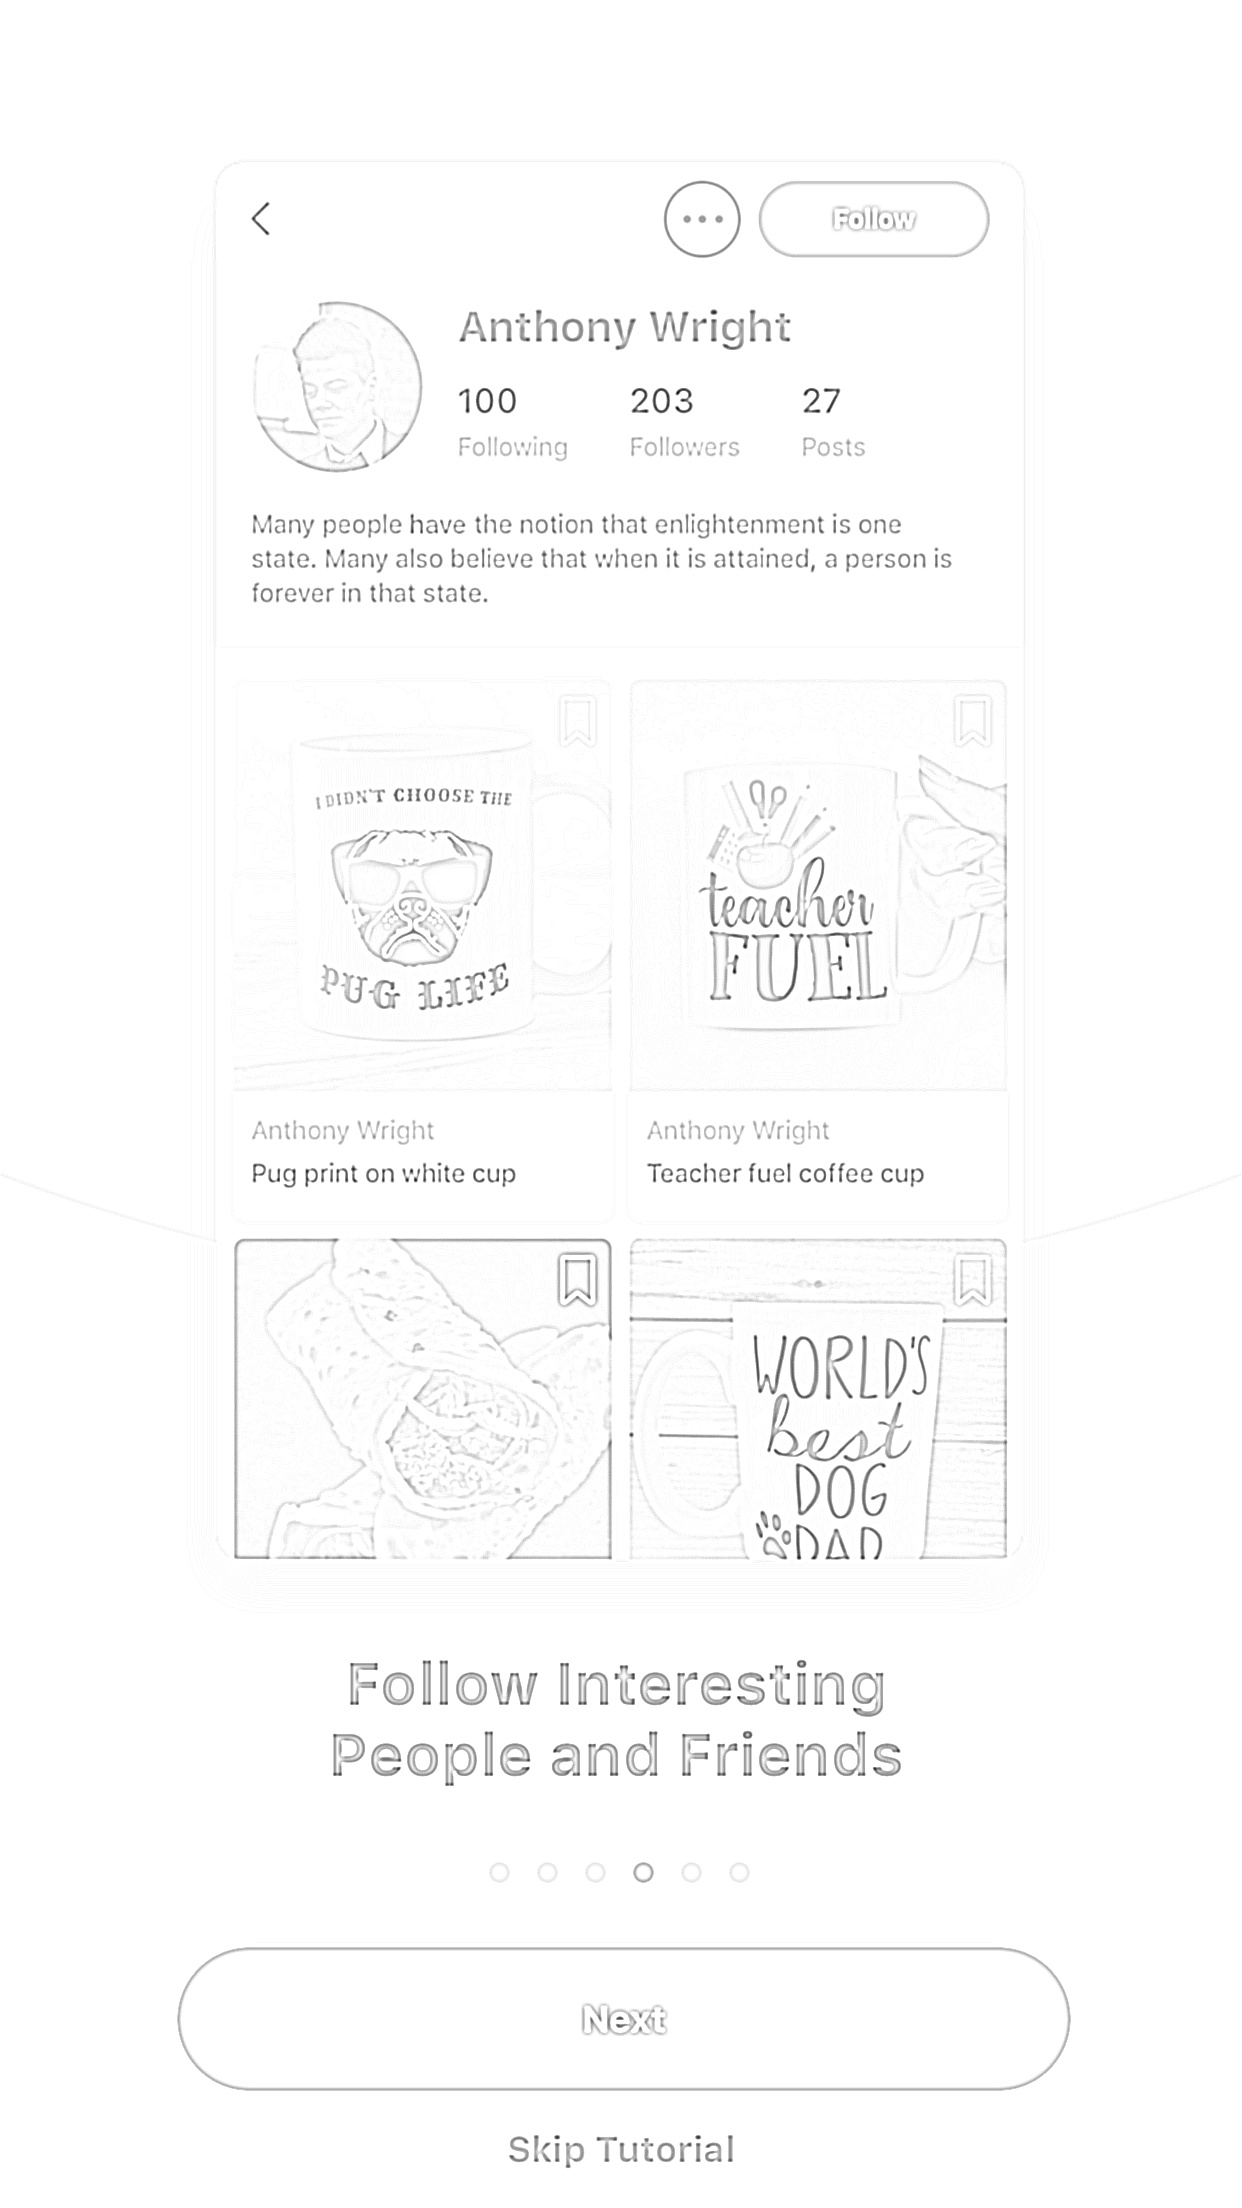 Follow
Anthony Wright
100 203 27
Following Followers Posts
Many people have the notion that enlightenment is one
state. Many also believe that when it is attained, a person is
forever in that state.
I DIDN'T CHOOSE THE
PUG LIFE
teacher
FUEL
Anthony Wright
Pug print on white cup
Anthony Wright
Teacher fuel coffee cup
WORLD'S
best
DOG
DAD
Follow Interesting
People and Friends
Next
Skip Tutorial